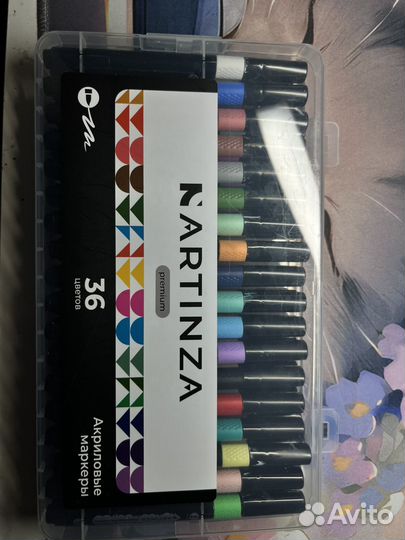 ARTINZA
premium
36
цветов
Акриловые
маркеры
Avito